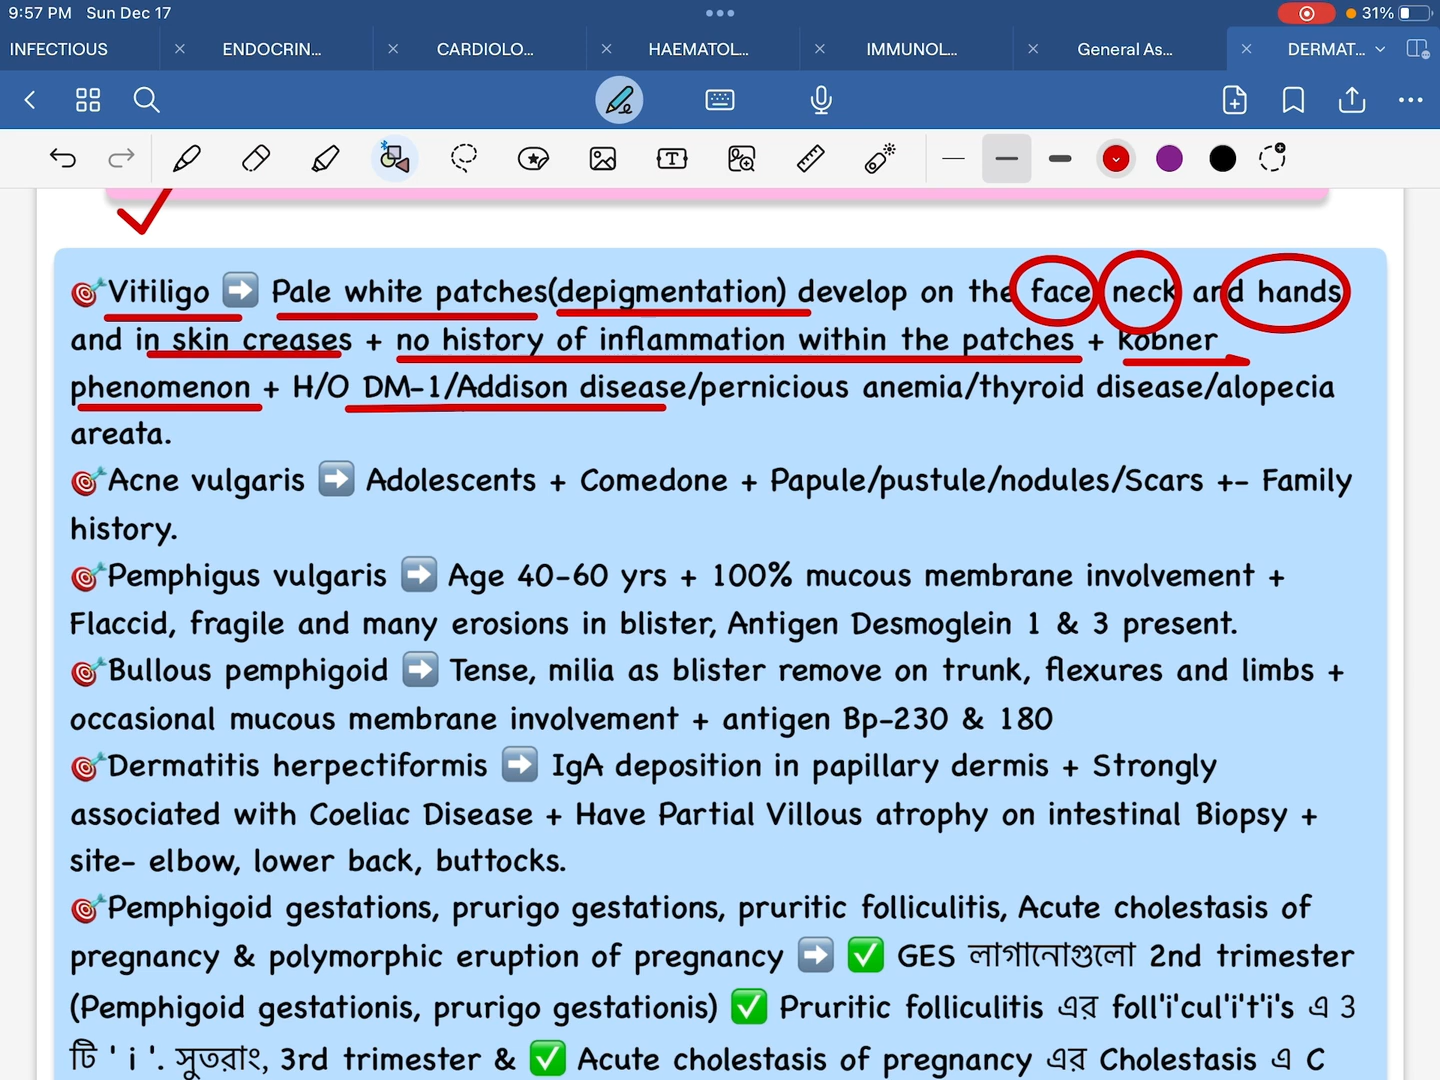 9:57 PM Sun Dec 17 31%
INFECTIOUS ENDOCRIN... CARDIOLO... HAEMATOL... IMMUNOL... General As... DERMAT...
🎯Vitiligo ➡️ Pale white patches(depigmentation) develop on the face neck and hands
and in skin creases + no history of inflammation within the patches + kobner
phenomenon + H/O DM-1/Addison disease/pernicious anemia/thyroid disease/alopecia
areata.
🎯Acne vulgaris ➡️ Adolescents + Comedone + Papule/pustule/nodules/Scars +- Family
history.
🎯Pemphigus vulgaris ➡️ Age 40-60 yrs + 100% mucous membrane involvement +
Flaccid, fragile and many erosions in blister, Antigen Desmoglein 1 & 3 present.
🎯Bullous pemphigoid ➡️ Tense, milia as blister remove on trunk, flexures and limbs +
occasional mucous membrane involvement + antigen Bp-230 & 180
🎯Dermatitis herpectiformis ➡️ IgA deposition in papillary dermis + Strongly
associated with Coeliac Disease + Have Partial Villous atrophy on intestinal Biopsy +
site- elbow, lower back, buttocks.
🎯Pemphigoid gestations, prurigo gestations, pruritic folliculitis, Acute cholestasis of
pregnancy & polymorphic eruption of pregnancy ➡️ ✅ GES লাগানোগুলো 2nd trimester
(Pemphigoid gestationis, prurigo gestationis) ✅ Pruritic folliculitis এর foll'i'cul'i't'i's এ 3
টি ' i '. সুতরাং, 3rd trimester & ✅ Acute cholestasis of pregnancy এর Cholestasis এ C